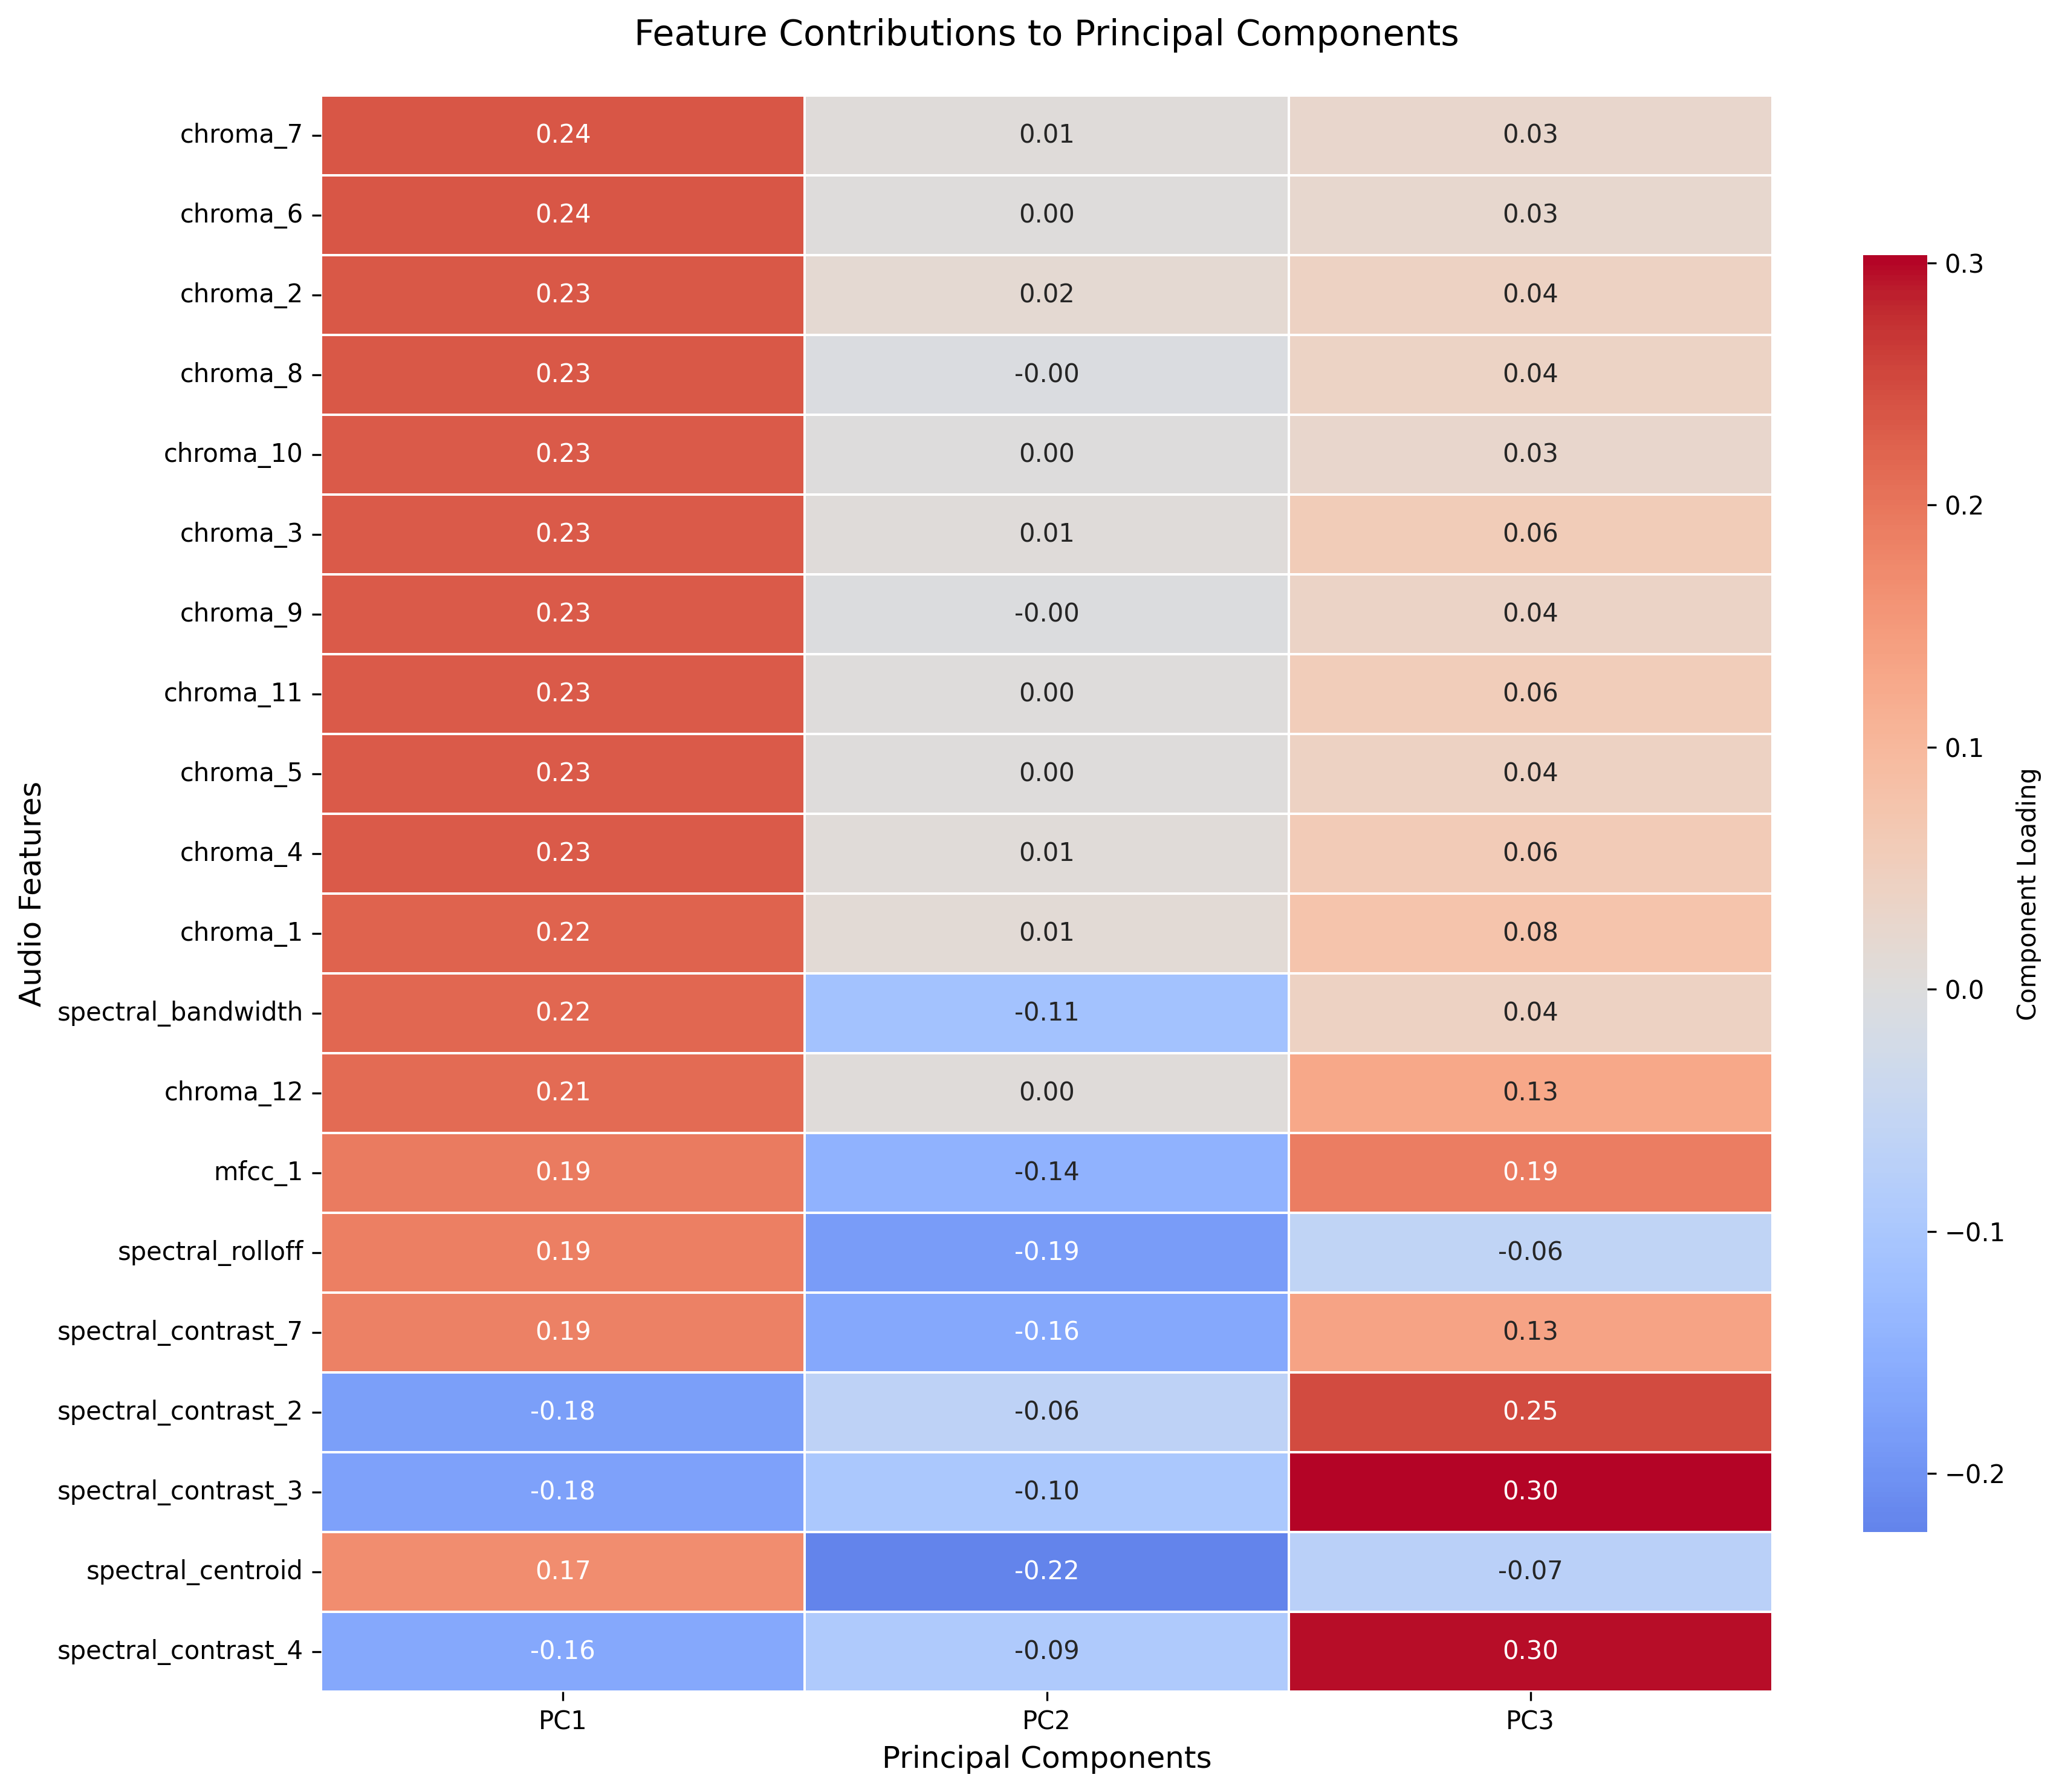 Feature Contributions to Principal Components
chroma_7 0.24 0.01 0.03
chroma_6 0.24 0.00 0.03
chroma_2 0.23 0.02 0.04
chroma_8 0.23 -0.00 0.04
chroma_10 0.23 0.00 0.03
chroma_3 0.23 0.01 0.06
chroma_9 0.23 -0.00 0.04
chroma_11 0.23 0.00 0.06
chroma_5 0.23 0.00 0.04
chroma_4 0.23 0.01 0.06
chroma_1 0.22 0.01 0.08
spectral_bandwidth 0.22 -0.11 0.04
chroma_12 0.21 0.00 0.13
mfcc_1 0.19 -0.14 0.19
spectral_rolloff 0.19 -0.19 -0.06
spectral_contrast_7 0.19 -0.16 0.13
spectral_contrast_2 -0.18 -0.06 0.25
spectral_contrast_3 -0.18 -0.10 0.30
spectral_centroid 0.17 -0.22 -0.07
spectral_contrast_4 -0.16 -0.09 0.30
PC1 PC2 PC3
Principal Components
Audio Features
0.3
0.2
0.1
0.0
−0.1
−0.2
Component Loading